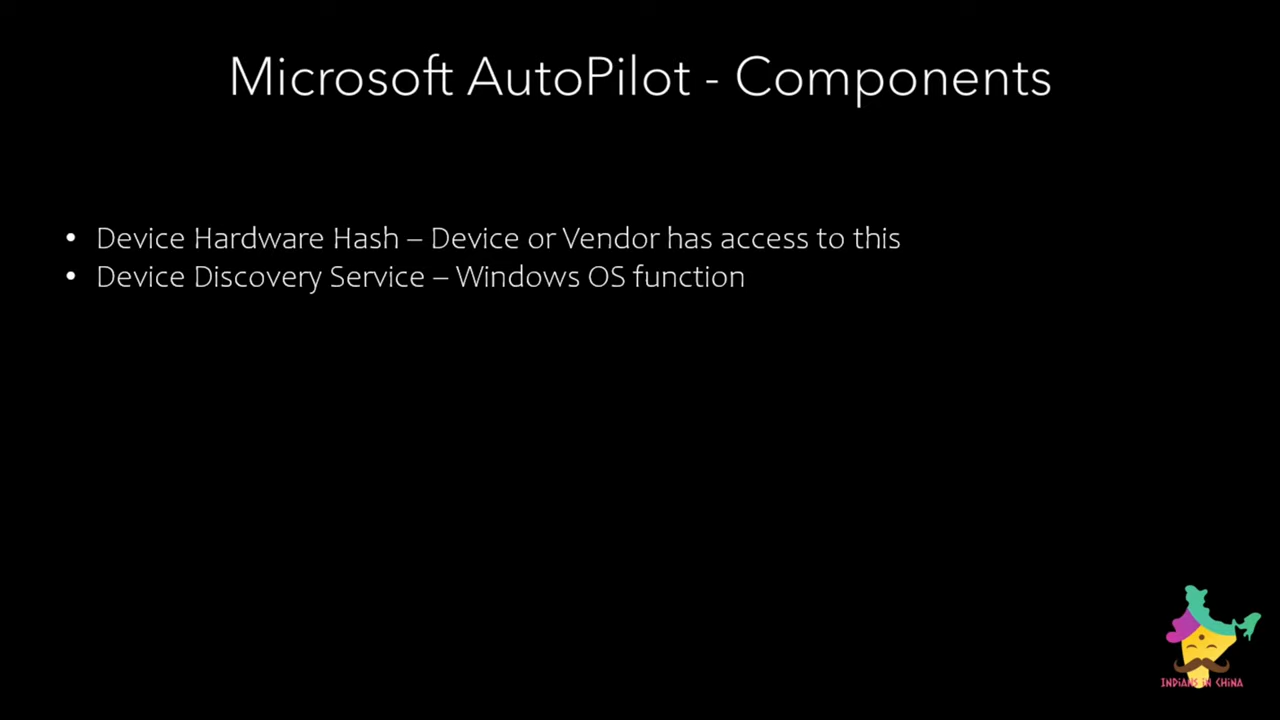 Microsoft AutoPilot - Components
• Device Hardware Hash – Device or Vendor has access to this
• Device Discovery Service – Windows OS function
INDIANS IN CHINA